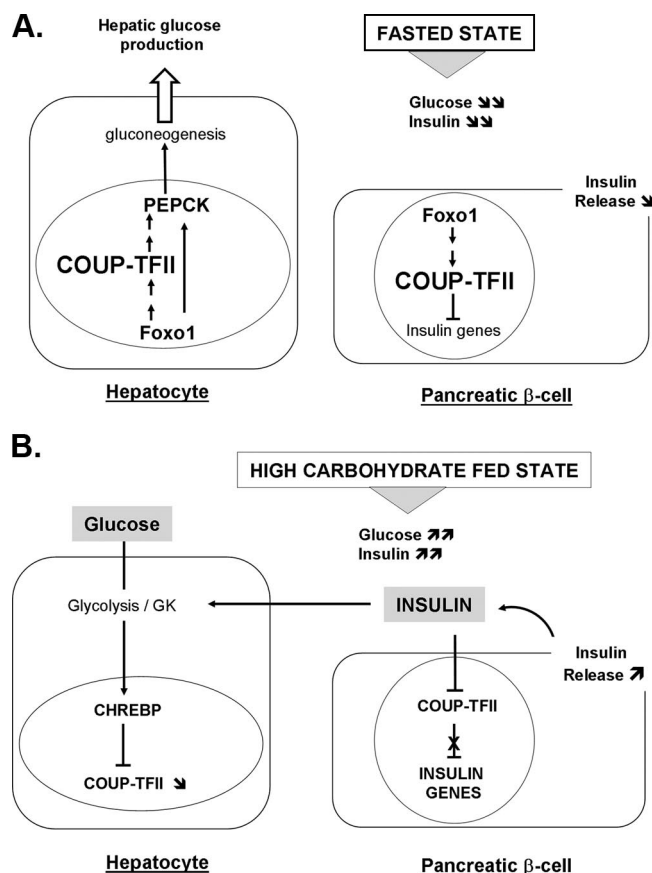 A.
Hepatic glucose
production
FASTED STATE
Glucose ↘↘
Insulin ↘↘
gluconeogenesis
PEPCK
COUP-TFII
Foxo1
Hepatocyte
Insulin
Release ↘
Foxo1
COUP-TFII
Insulin genes
Pancreatic β-cell
B.
HIGH CARBOHYDRATE FED STATE
Glucose ↗↗
Insulin ↗↗
Glucose
Glycolysis / GK
CHREBP
COUP-TFII ↘
Hepatocyte
INSULIN
Insulin
Release ↗
COUP-TFII
X
INSULIN
GENES
Pancreatic β-cell